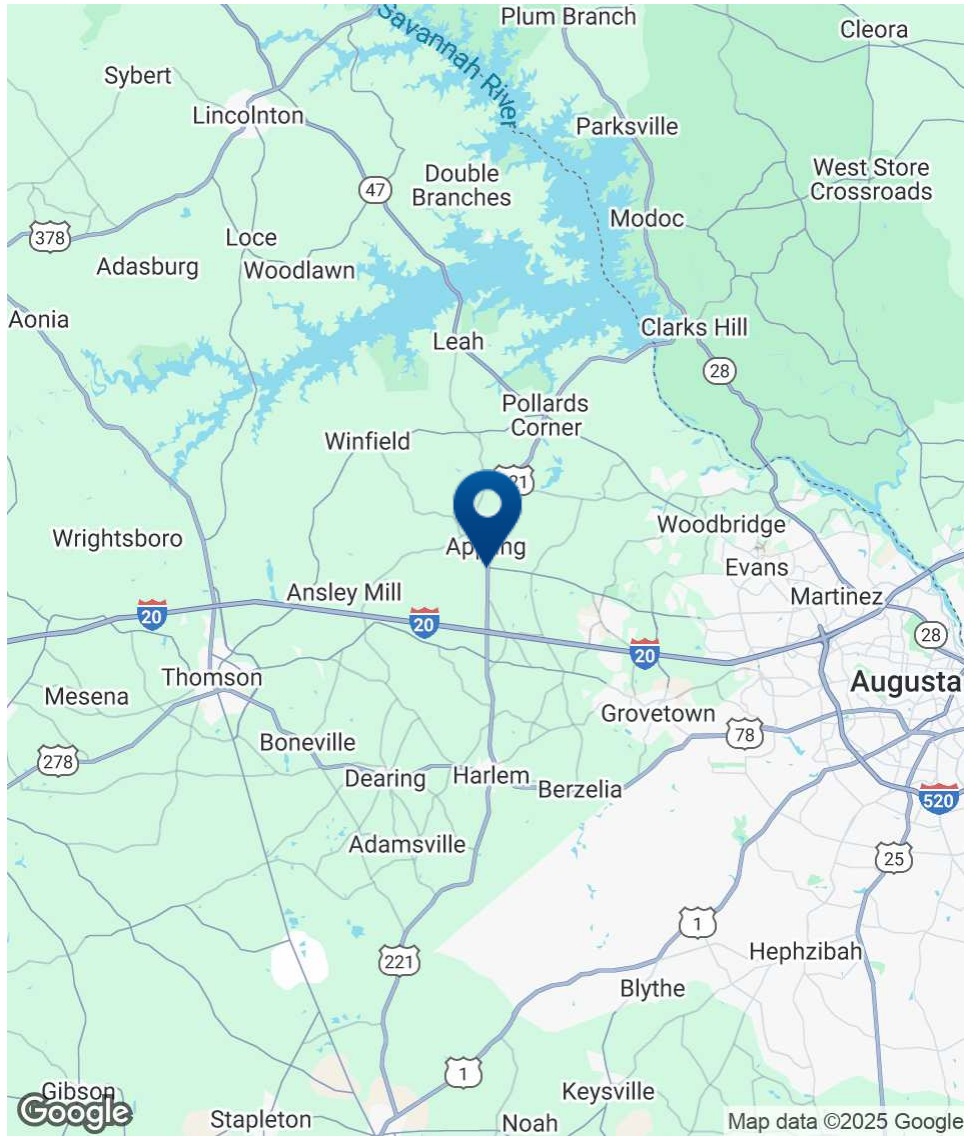 Plum Branch
Cleora
Savannah River
Sybert
Lincolnton
Parksville
Double
Branches
West Store
Crossroads
47
Modoc
378
Loce
Adasburg
Woodlawn
Aonia
Leah
Clarks Hill
28
Pollards
Corner
Winfield
Woodbridge
Wrightsboro
Evans
Ansley Mill
Martinez
20
20
28
20
Thomson
Augusta
Mesena
Grovetown
78
Boneville
278
Dearing
Harlem
Berzelia
520
Adamsville
25
1
Hephzibah
221
Blythe
1
Gibson
Keysville
Google
Stapleton
Noah
Map data ©2025 Google